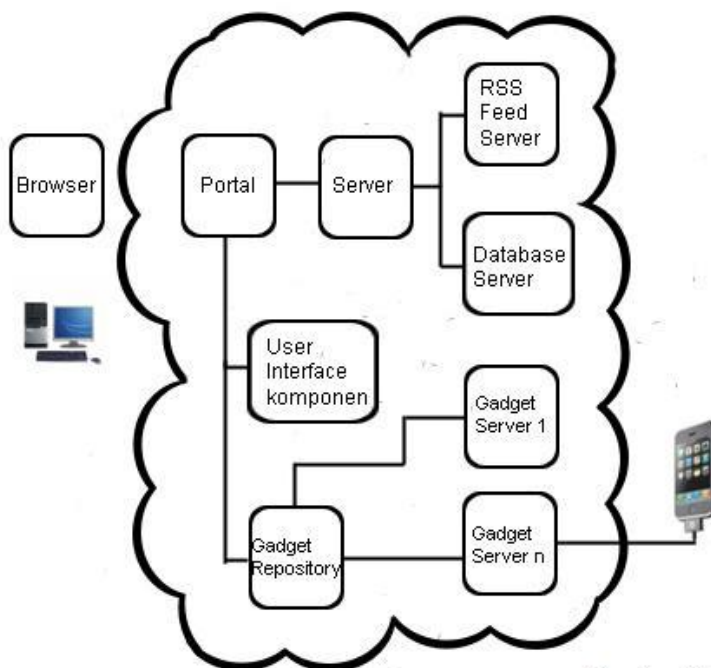 RSS
Feed
Server
Browser
Portal
Server
Database
Server
User
Interface
komponen
Gadget
Server 1
Gadget
Repository
Gadget
Server n